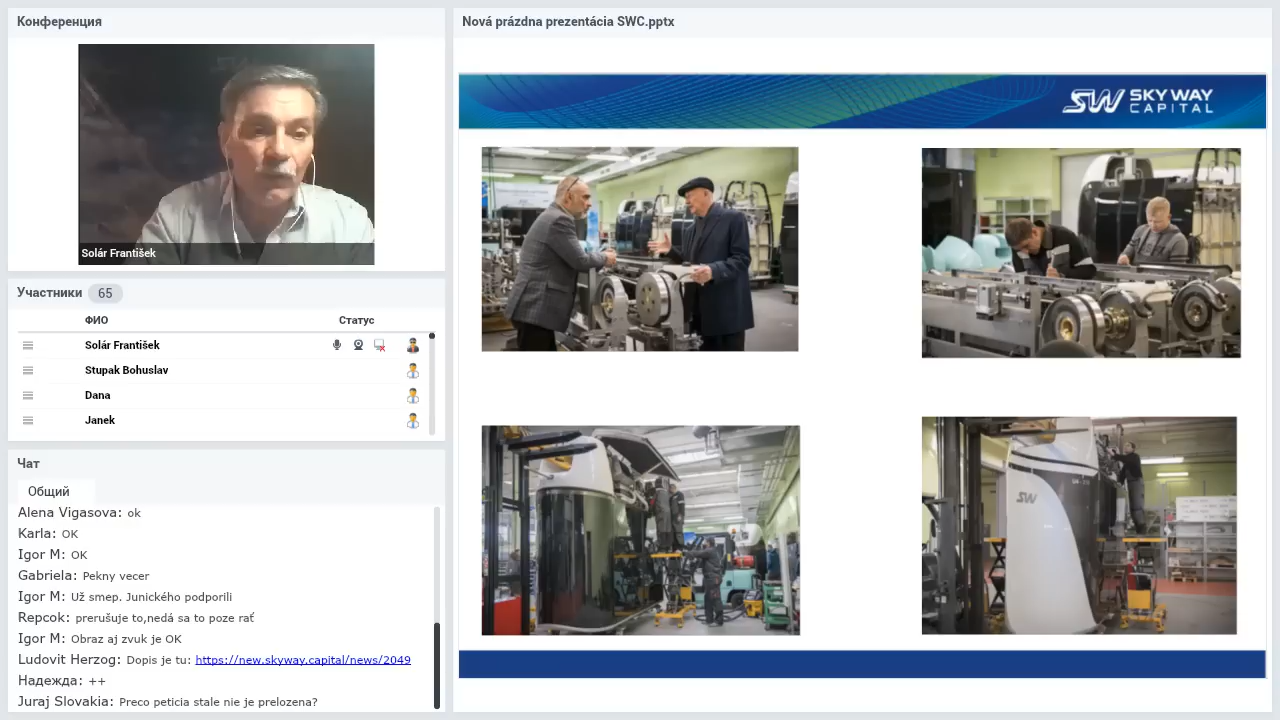 Конференция
Solár František
Участники 65
ФИО Статус
Solár František
Stupak Bohuslav
Dana
Janek
Чат
Общий
Alena Vigasova: ok
Karla: OK
Igor M: OK
Gabriela: Pekny vecer
Igor M: Už smep. Junického podporili
Repcok: prerušuje to,nedá sa to poze rať
Igor M: Obraz aj zvuk je OK
Ludovit Herzog: Dopis je tu: https://new.skyway.capital/news/2049
Надежда: ++
Juraj Slovakia: Preco peticia stale nie je prelozena?
Nová prázdna prezentácia SWC.pptx
SW SKY WAY
CAPITAL
SW